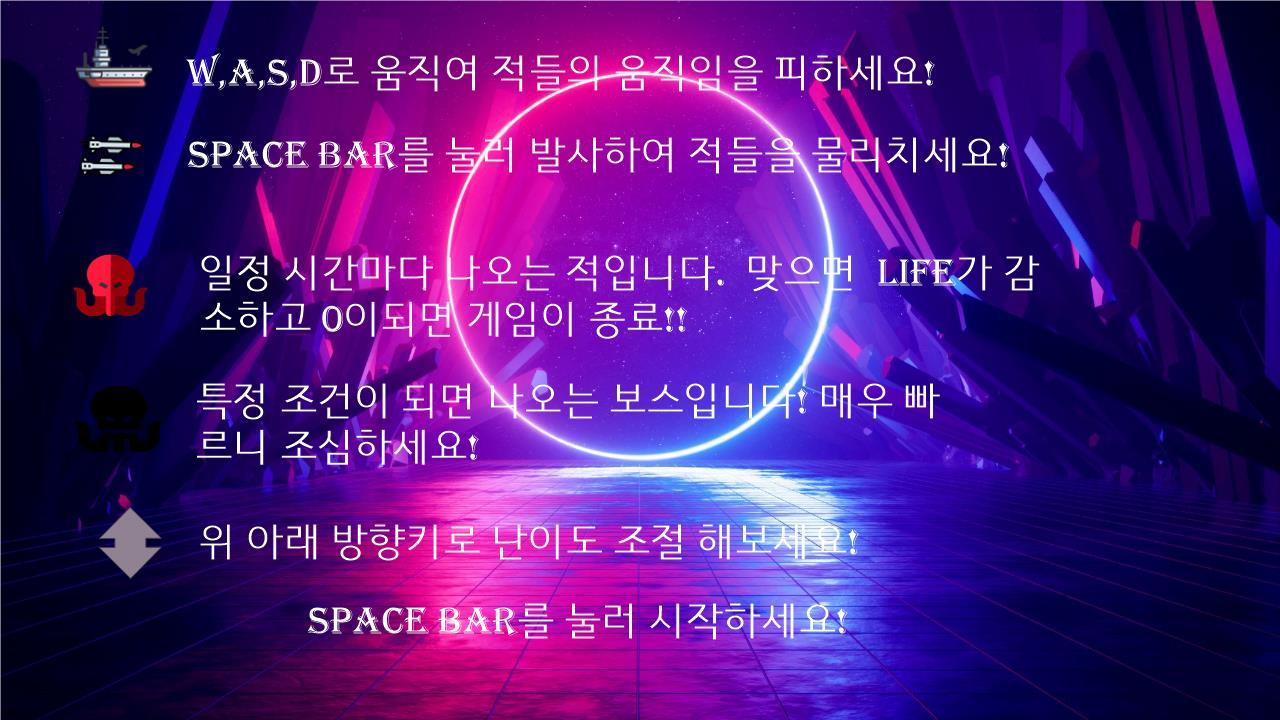 W,A,S,D로 움직여 적들의 움직임을 피하세요!
SPACE BAR를 눌러 발사하여 적들을 물리치세요!
일정 시간마다 나오는 적입니다. 맞으면 LIFE가 감
소하고 0이되면 게임이 종료!!
특정 조건이 되면 나오는 보스입니다! 매우 빠
르니 조심하세요!
위 아래 방향키로 난이도 조절 해보세요!
SPACE BAR를 눌러 시작하세요!